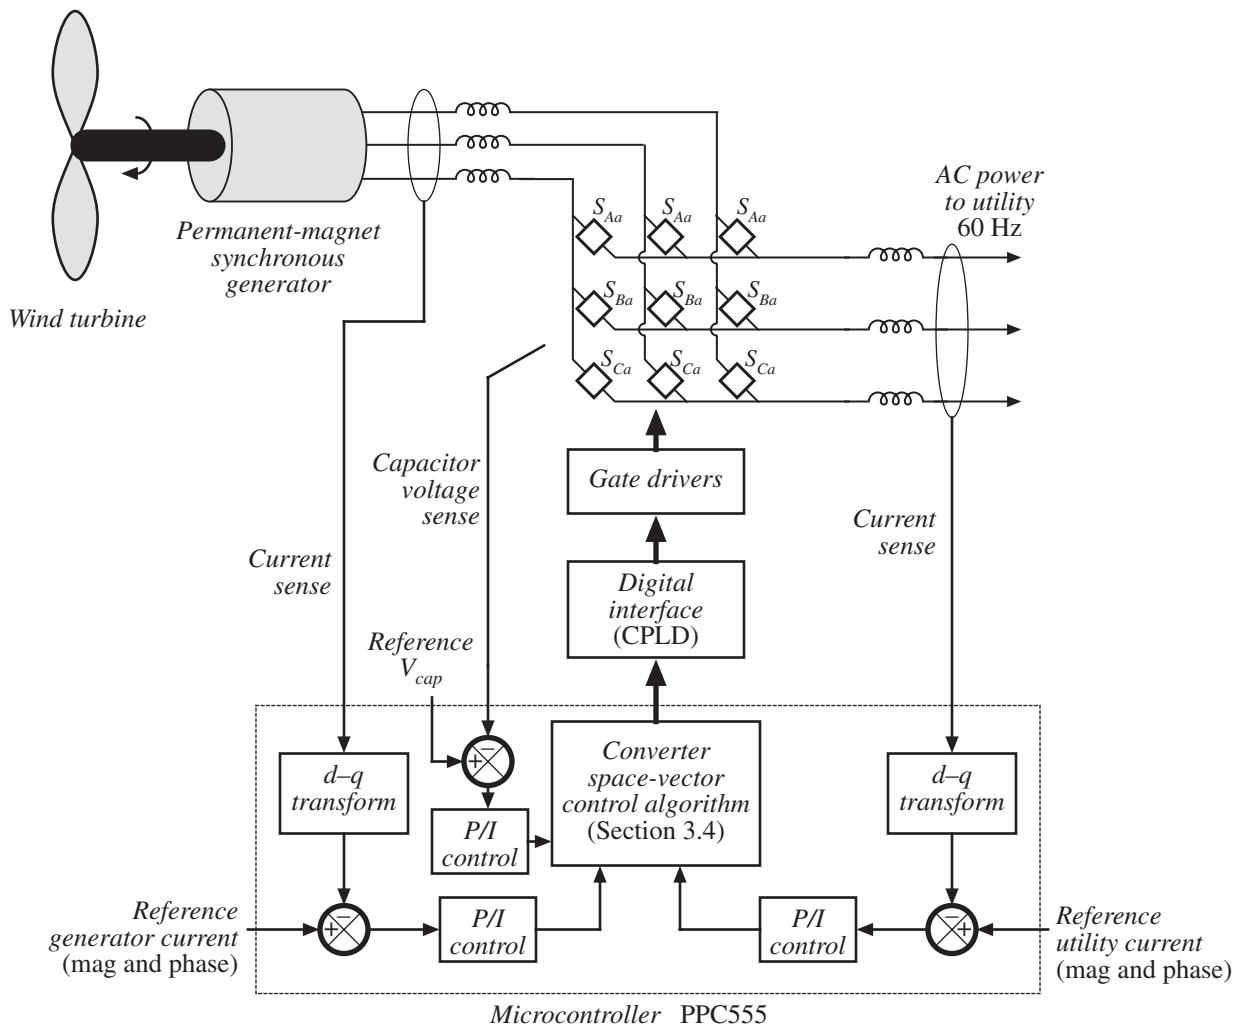 AC power
to utility
60 Hz
S_Aa S_Aa S_Aa
Permanent-magnet
synchronous
generator
Wind turbine
S_Ba S_Ba S_Ba
S_Ca S_Ca S_Ca
Capacitor
voltage
sense
Gate drivers
Current
sense
Current
sense
Digital
interface
(CPLD)
Reference
V_cap
d–q
transform
+ −
Converter
space-vector
control algorithm
(Section 3.4)
d–q
transform
P/I
control
Reference
generator current
(mag and phase)
+ −
P/I
control
P/I
control
− +
Reference
utility current
(mag and phase)
Microcontroller PPC555